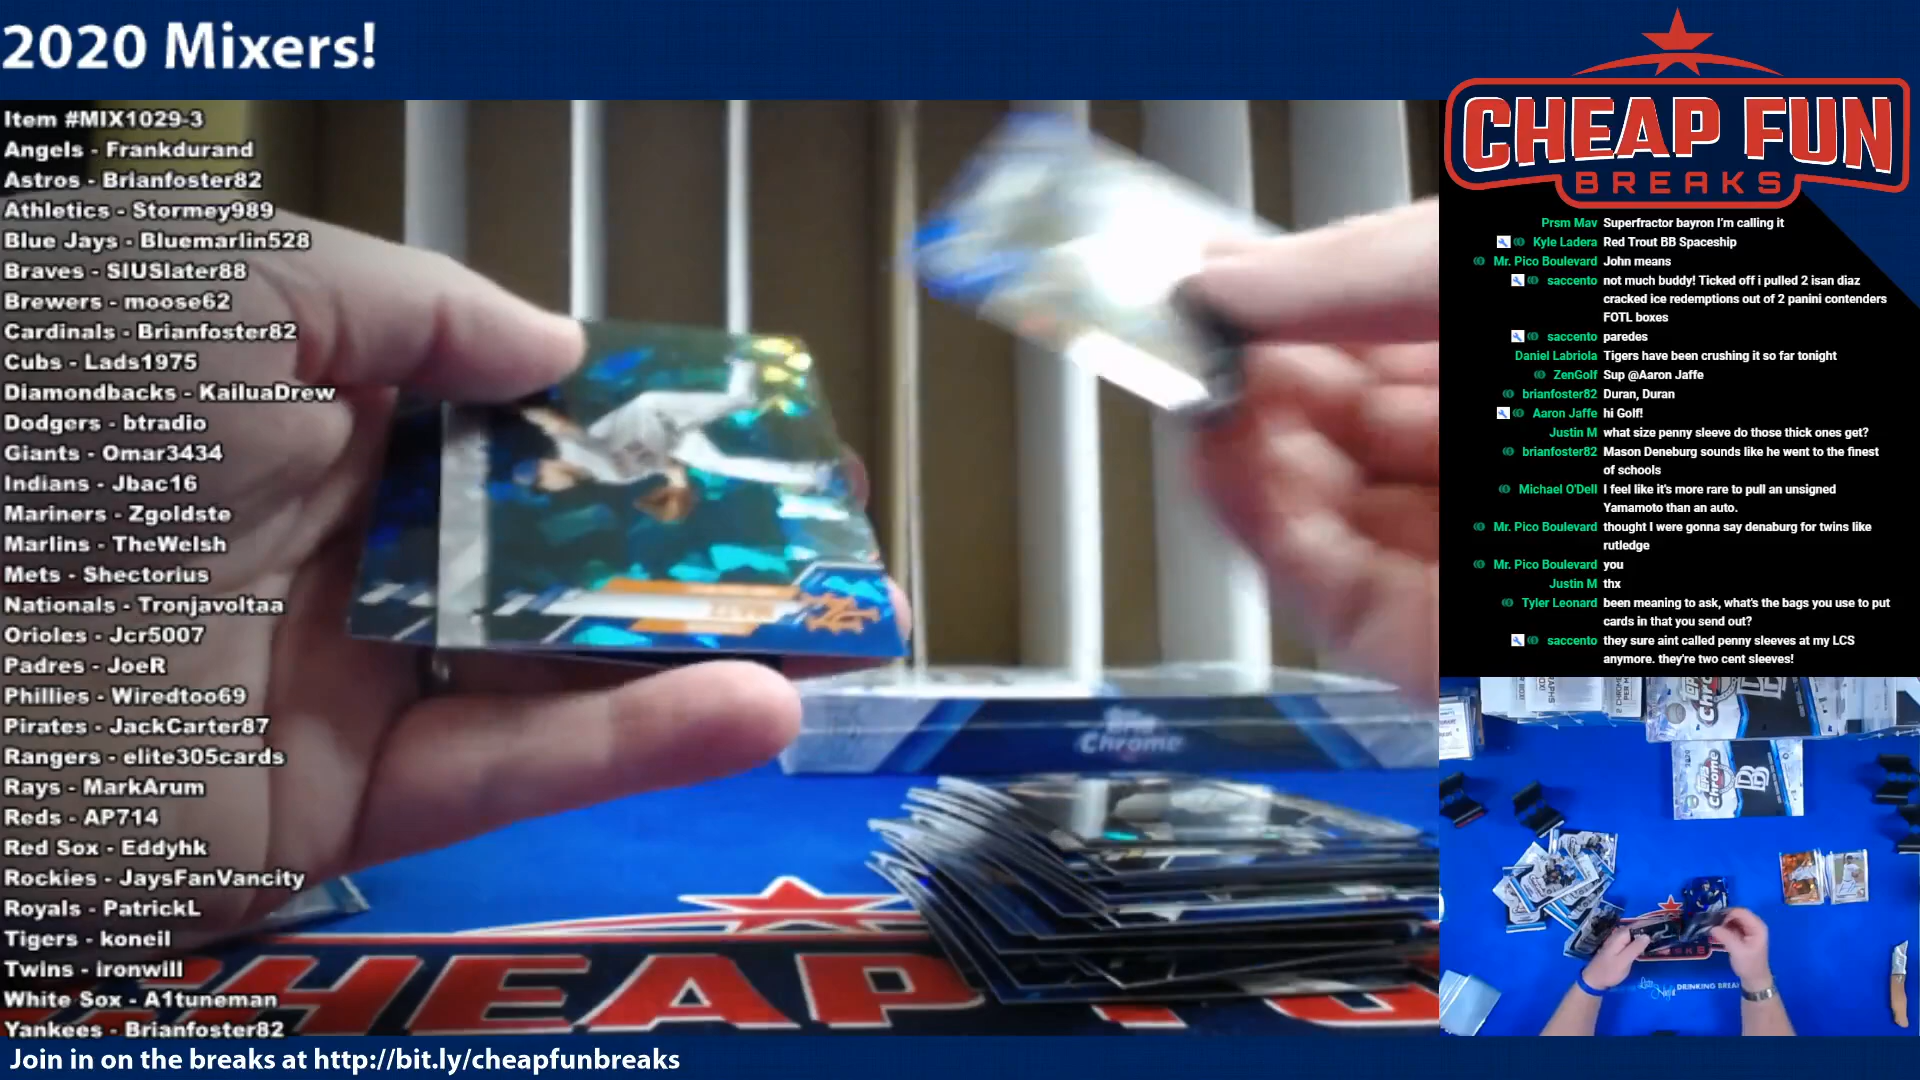 2020 Mixers!
Item #MIX1029-3
Angels - Frankdurand
Astros - Brianfoster82
Athletics - Stormey989
Blue Jays - Bluemarlin528
Braves - SIUSlater88
Brewers - moose62
Cardinals - Brianfoster82
Cubs - Lads1975
Diamondbacks - KailuaDrew
Dodgers - btradio
Giants - Omar3434
Indians - Jbac16
Mariners - Zgoldste
Marlins - TheWelsh
Mets - Shectorius
Nationals - Tronjavoltaa
Orioles - Jcr5007
Padres - JoeR
Phillies - Wiredtoo69
Pirates - JackCarter87
Rangers - elite305cards
Rays - MarkArum
Reds - AP714
Red Sox - Eddyhk
Rockies - JaysFanVancity
Royals - PatrickL
Tigers - koneil
Twins - ironwill
White Sox - A1tuneman
Yankees - Brianfoster82
Join in on the breaks at http://bit.ly/cheapfunbreaks
Topps
Chrome
CHEAP FU
CHEAP FUN
BREAKS
Prsm Mav Superfractor bayron I'm calling it
Kyle Ladera Red Trout BB Spaceship
Mr. Pico Boulevard John means
saccento not much buddy! Ticked off i pulled 2 isan diaz
cracked ice redemptions out of 2 panini contenders
FOTL boxes
saccento paredes
Daniel Labriola Tigers have been crushing it so far tonight
ZenGolf Sup @Aaron Jaffe
brianfoster82 Duran, Duran
Aaron Jaffe hi Golf!
Justin M what size penny sleeve do those thick ones get?
brianfoster82 Mason Deneburg sounds like he went to the finest
of schools
Michael O'Dell I feel like it's more rare to pull an unsigned
Yamamoto than an auto.
Mr. Pico Boulevard thought I were gonna say denaburg for twins like
rutledge
Mr. Pico Boulevard you
Justin M thx
Tyler Leonard been meaning to ask, what's the bags you use to put
cards in that you send out?
saccento they sure aint called penny sleeves at my LCS
anymore. they're two cent sleeves!
Topps
Chrome
DRINKING BREA